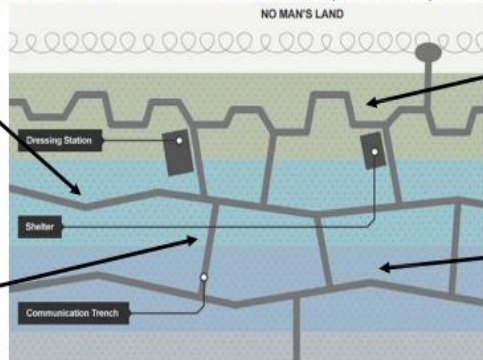 NO MAN'S LAND
Dressing Station
Shelter
Communication Trench